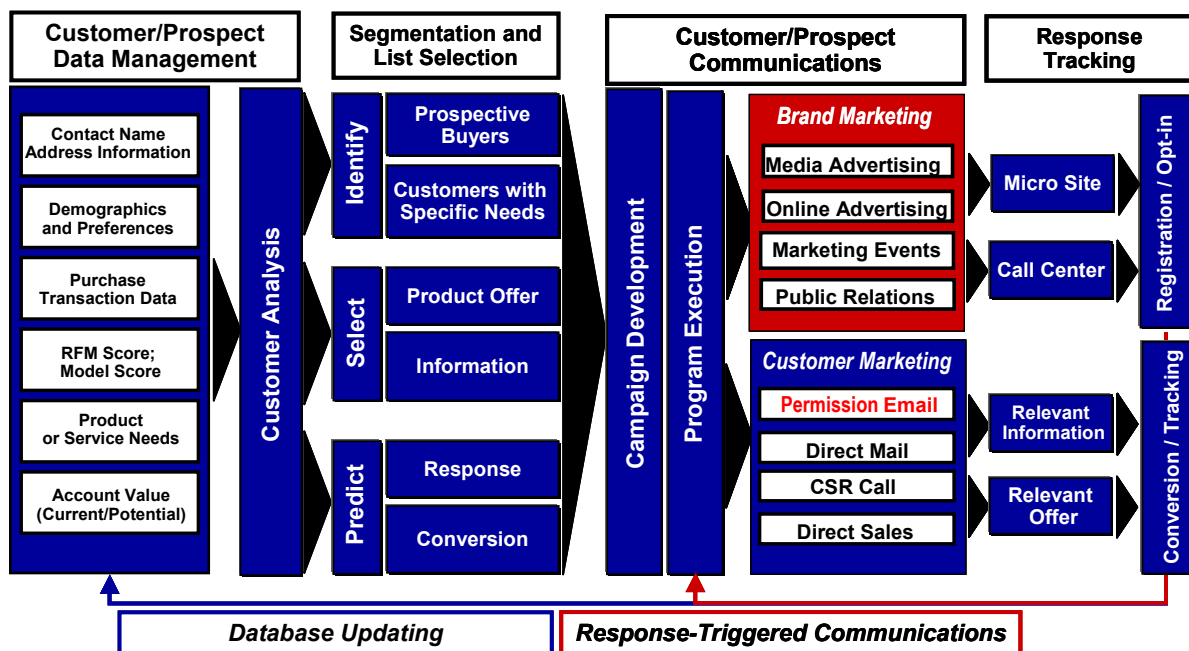 Customer/Prospect
Data Management
Segmentation and
List Selection
Customer/Prospect
Communications
Response
Tracking
Contact Name
Address Information
Demographics
and Preferences
Purchase
Transaction Data
RFM Score;
Model Score
Product
or Service Needs
Account Value
(Current/Potential)
Customer Analysis
Identify
Prospective
Buyers
Customers with
Specific Needs
Select
Product Offer
Information
Predict
Response
Conversion
Campaign Development
Program Execution
Brand Marketing
Media Advertising
Online Advertising
Marketing Events
Public Relations
Customer Marketing
Permission Email
Direct Mail
CSR Call
Direct Sales
Micro Site
Call Center
Relevant
Information
Relevant
Offer
Registration / Opt-in
Conversion / Tracking
Database Updating
Response-Triggered Communications